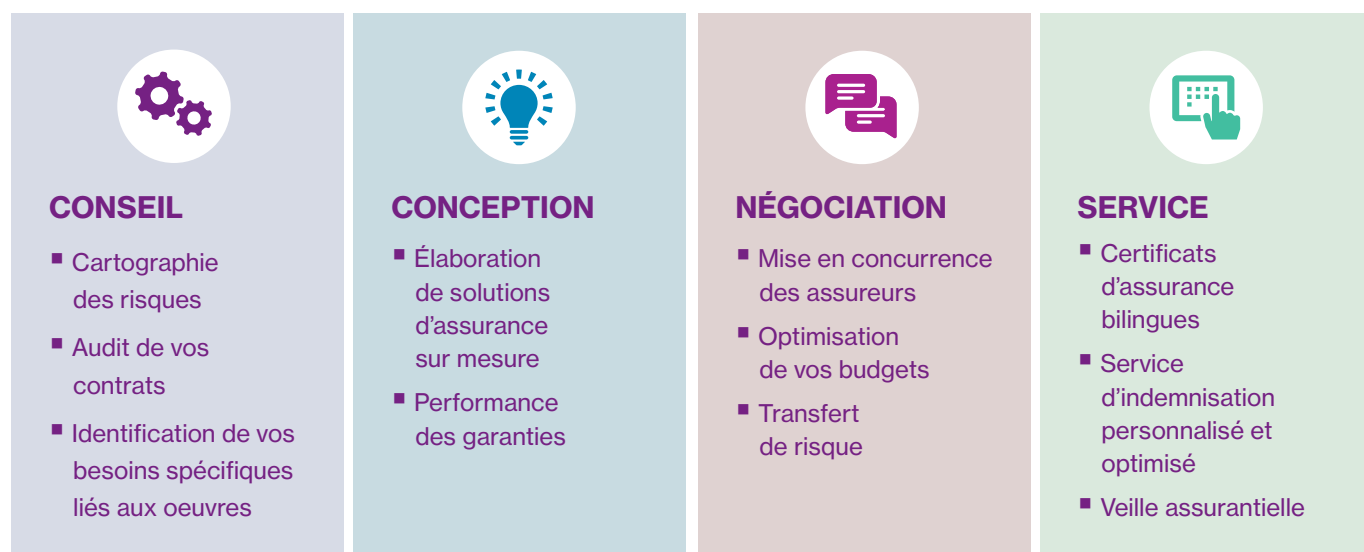 CONSEIL
▪ Cartographie
des risques
▪ Audit de vos
contrats
▪ Identification de vos
besoins spécifiques
liés aux oeuvres
CONCEPTION
▪ Élaboration
de solutions
d'assurance
sur mesure
▪ Performance
des garanties
NÉGOCIATION
▪ Mise en concurrence
des assureurs
▪ Optimisation
de vos budgets
▪ Transfert
de risque
SERVICE
▪ Certificats
d'assurance
bilingues
▪ Service
d'indemnisation
personnalisé et
optimisé
▪ Veille assurantielle